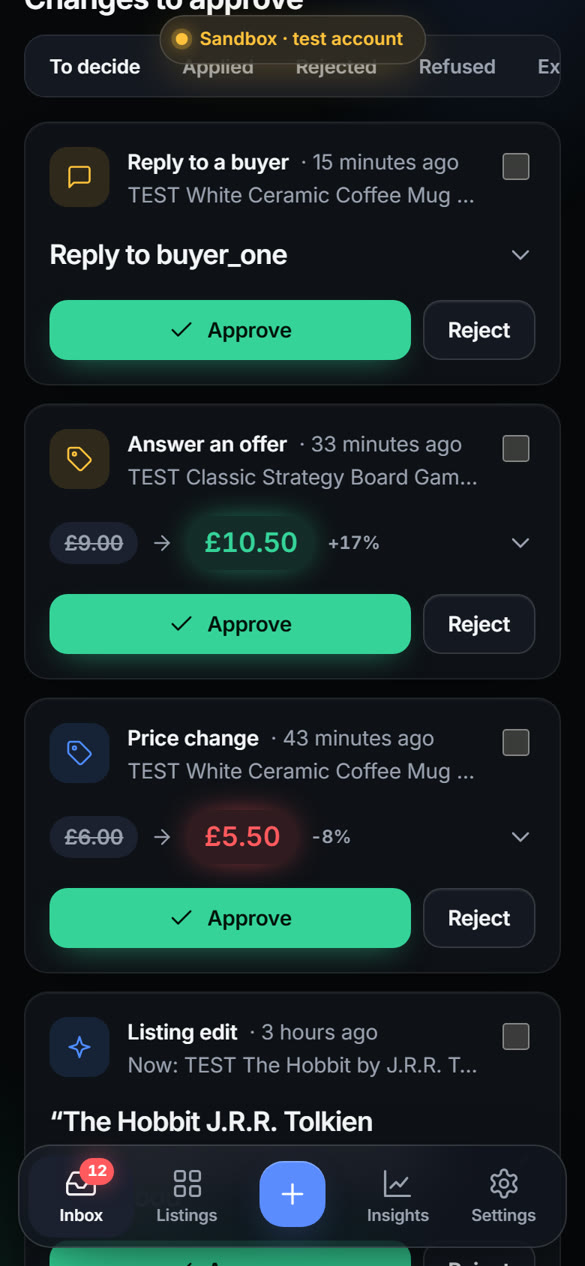 Changes to approve
Sandbox · test account
To decide Applied Rejected Refused Ex
Reply to a buyer · 15 minutes ago
TEST White Ceramic Coffee Mug ...
Reply to buyer_one
Approve Reject
Answer an offer · 33 minutes ago
TEST Classic Strategy Board Gam...
£9.00 → £10.50 +17%
Approve Reject
Price change · 43 minutes ago
TEST White Ceramic Coffee Mug ...
£6.00 → £5.50 -8%
Approve Reject
Listing edit · 3 hours ago
Now: TEST The Hobbit by J.R.R. T...
“The Hobbit J.R.R. Tolkien
12
Inbox Listings Insights Settings